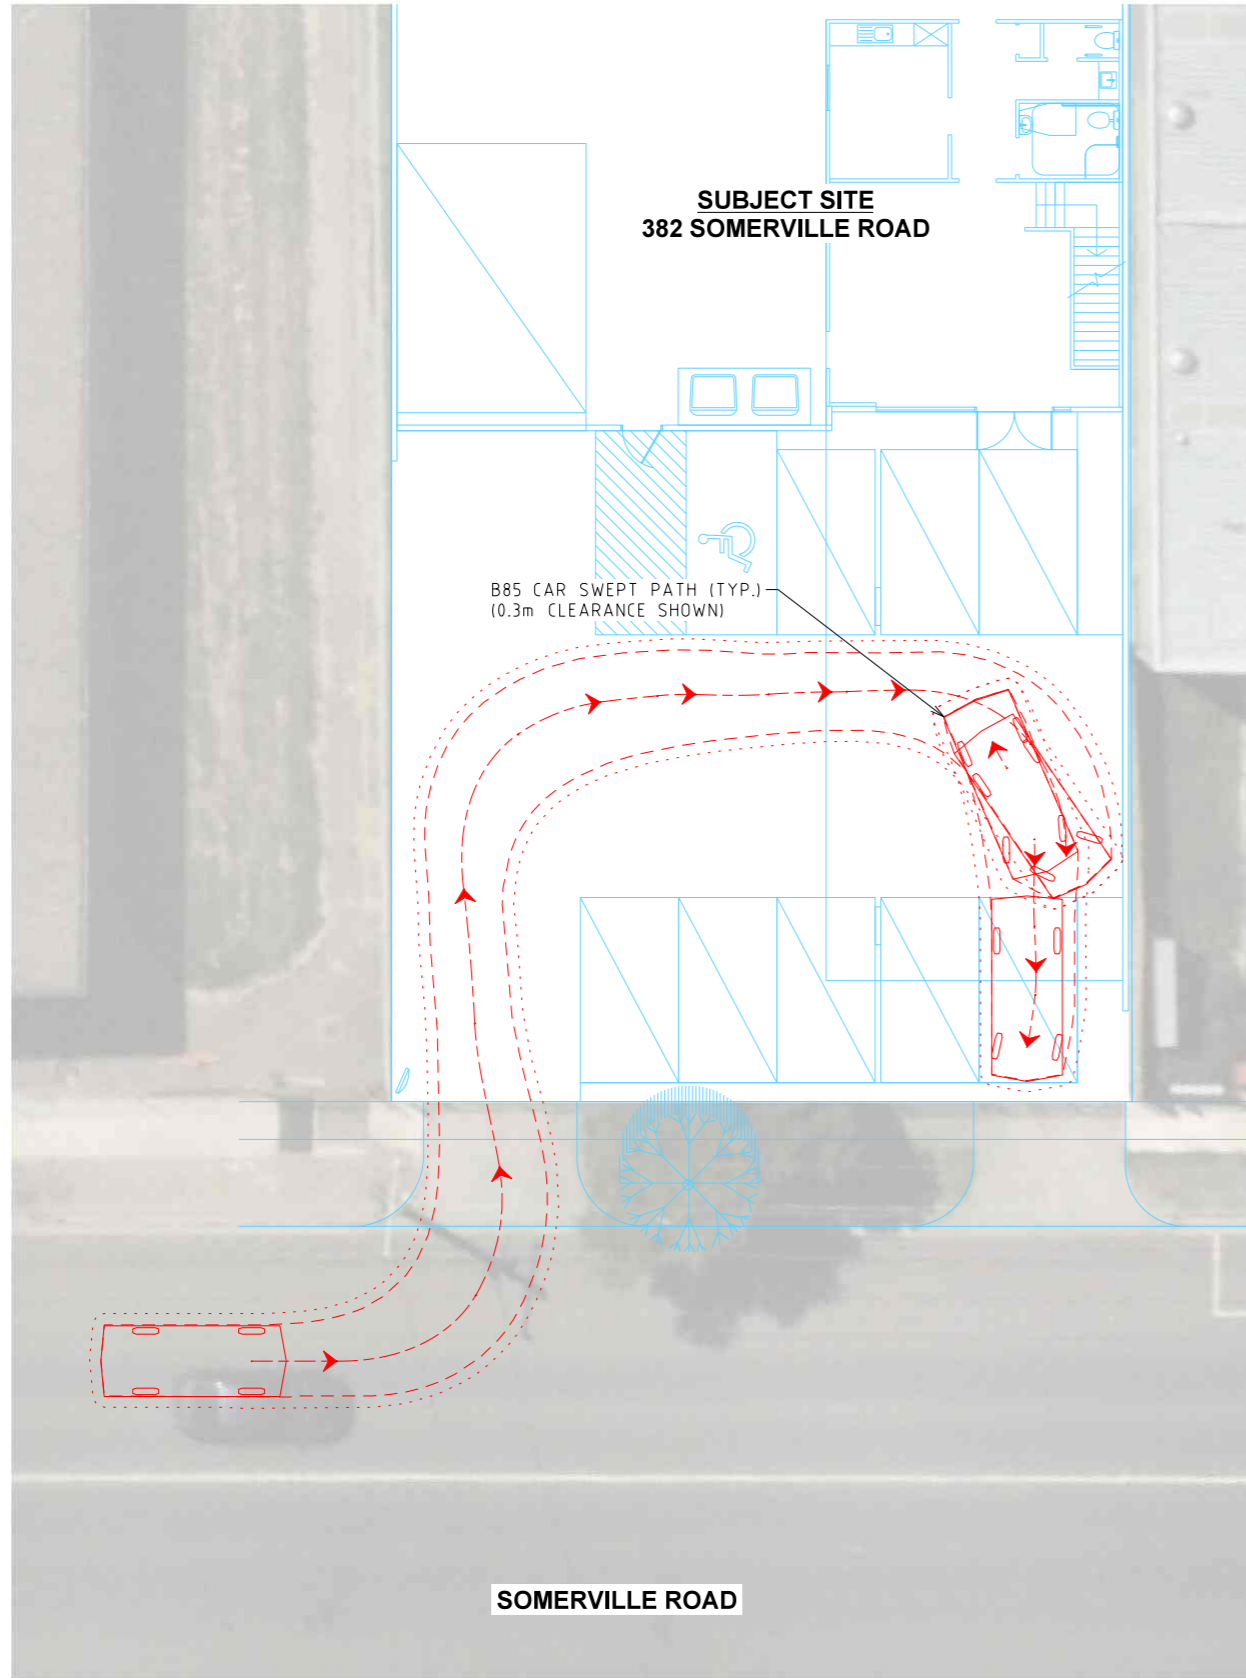 SUBJECT SITE
382 SOMERVILLE ROAD
B85 CAR SWEPT PATH (TYP.)
(0.3m CLEARANCE SHOWN)
SOMERVILLE ROAD